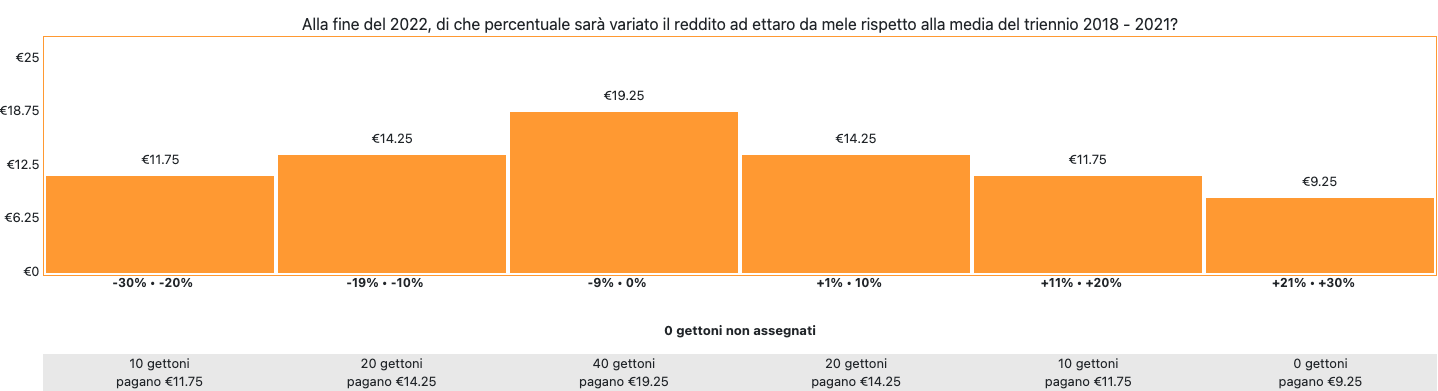 Alla fine del 2022, di che percentuale sarà variato il reddito ad ettaro da mele rispetto alla media del triennio 2018 - 2021?
€25
€18.75
€12.5
€6.25
€0
€11.75
€14.25
€19.25
€14.25
€11.75
€9.25
-30% • -20%
-19% • -10%
-9% • 0%
+1% • 10%
+11% • +20%
+21% • +30%
0 gettoni non assegnati
10 gettoni
pagano €11.75
20 gettoni
pagano €14.25
40 gettoni
pagano €19.25
20 gettoni
pagano €14.25
10 gettoni
pagano €11.75
0 gettoni
pagano €9.25